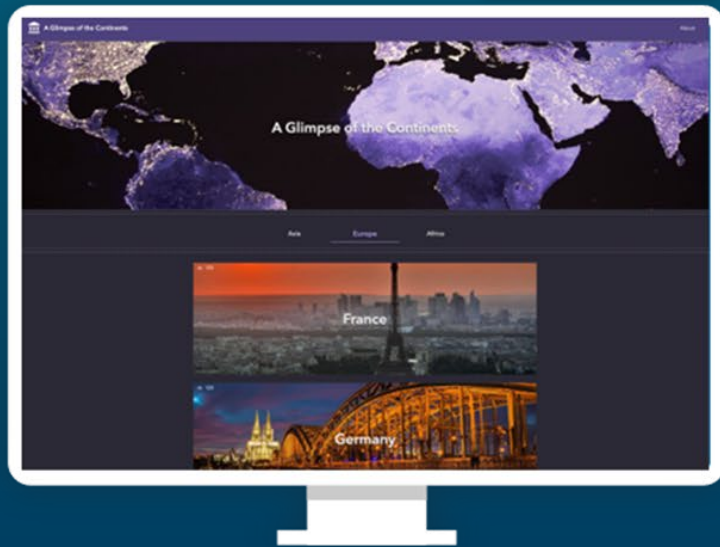 A Glimpse of the Continents
About
A Glimpse of the Continents
Asia
Europe
Africa
France
Germany